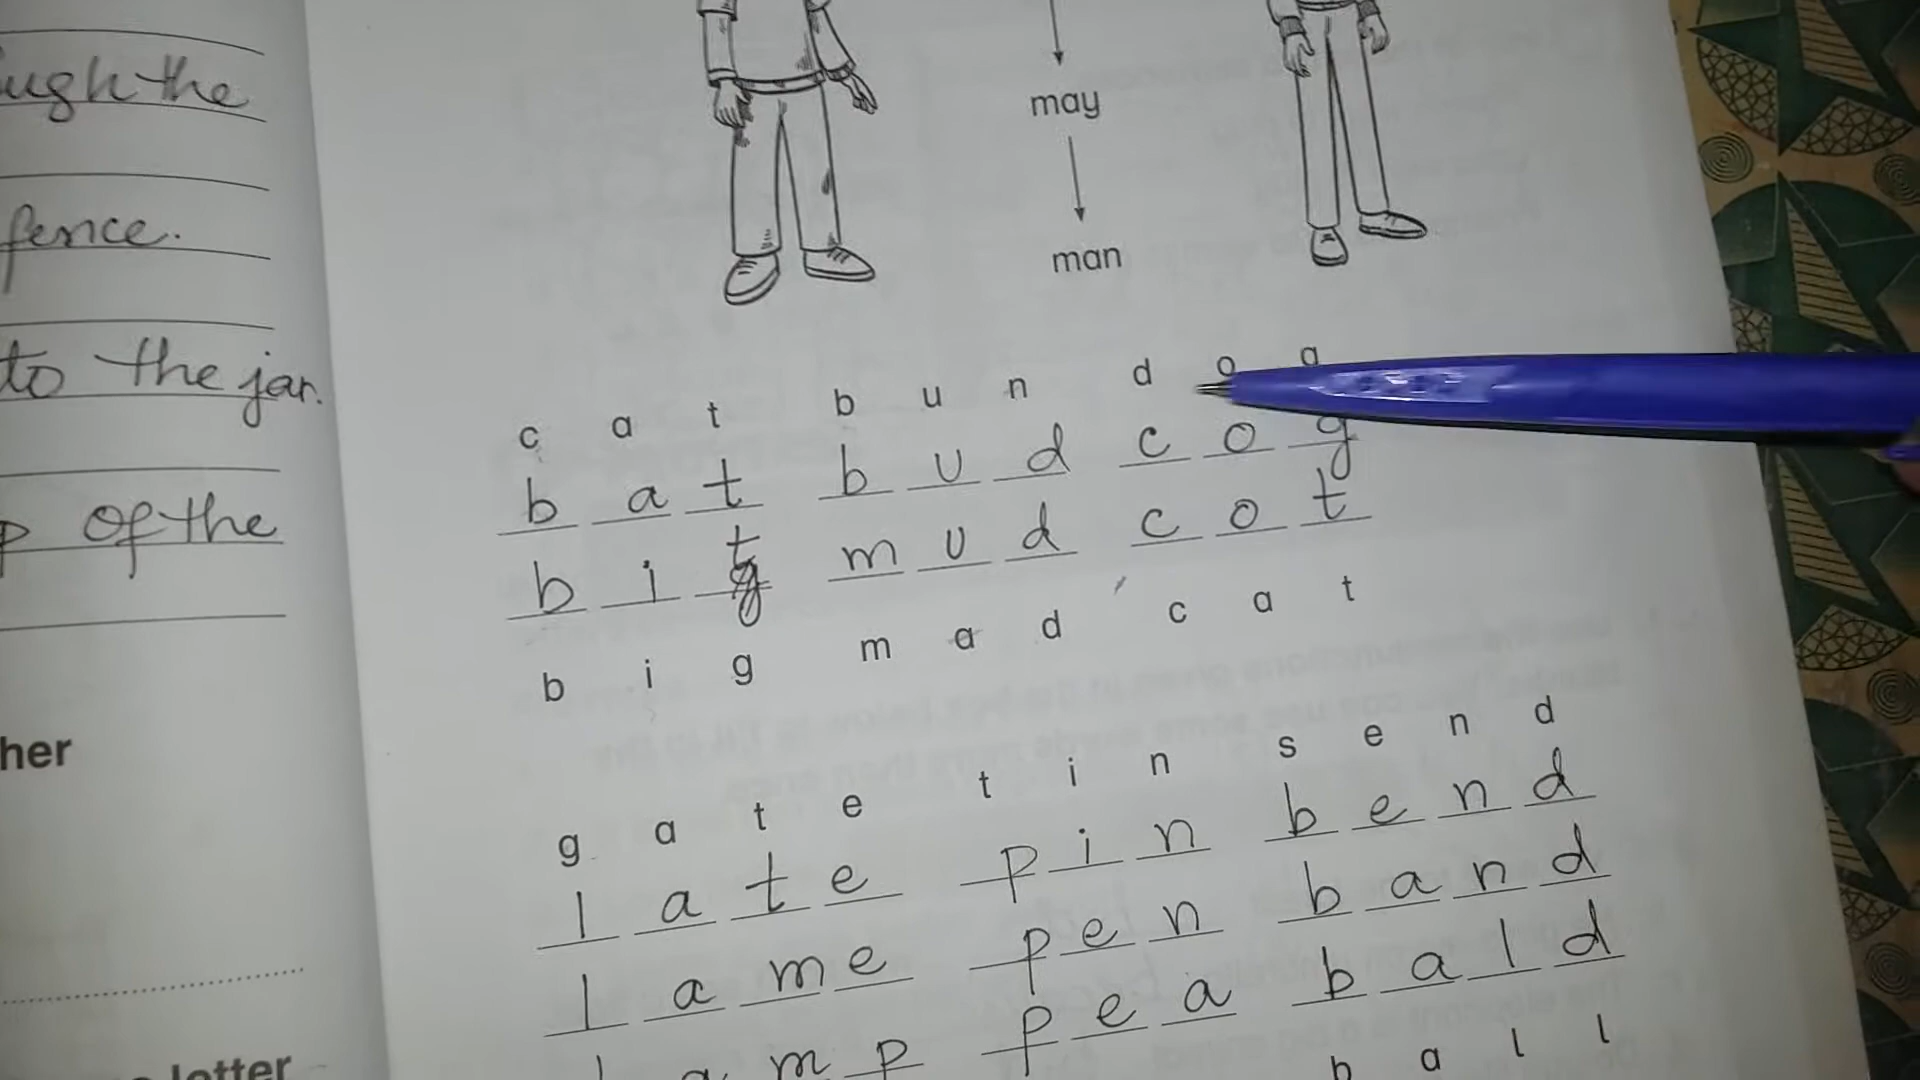 ugh the
fence.
to the jar.
of the
her
letter
may
man
c a t b u n d o g
b a t b u d c o g
b i t m u d c o t
b i g m a d c a t
g a t e t i n s e n d
l a t e p i n b e n d
l a m e p e n b a n d
l a m p p e a b a l d
b a l l